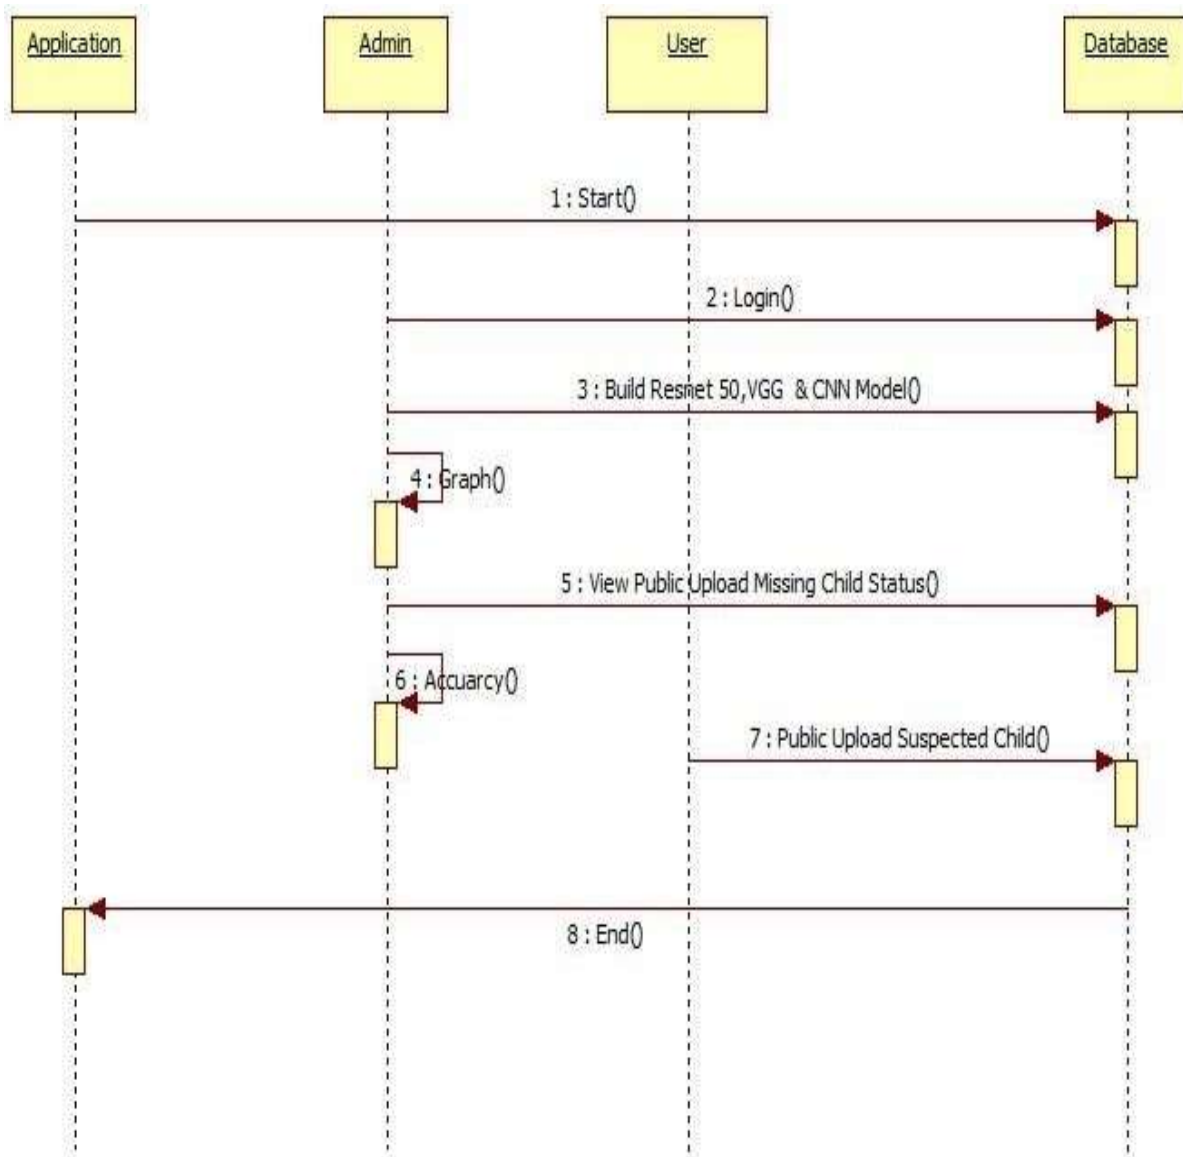 Application
Admin
User
Database
1 : Start()
2 : Login()
3 : Build Resnet 50,VGG & CNN Model()
4 : Graph()
5 : View Public Upload Missing Child Status()
6 : Accuarcy()
7 : Public Upload Suspected Child()
8 : End()